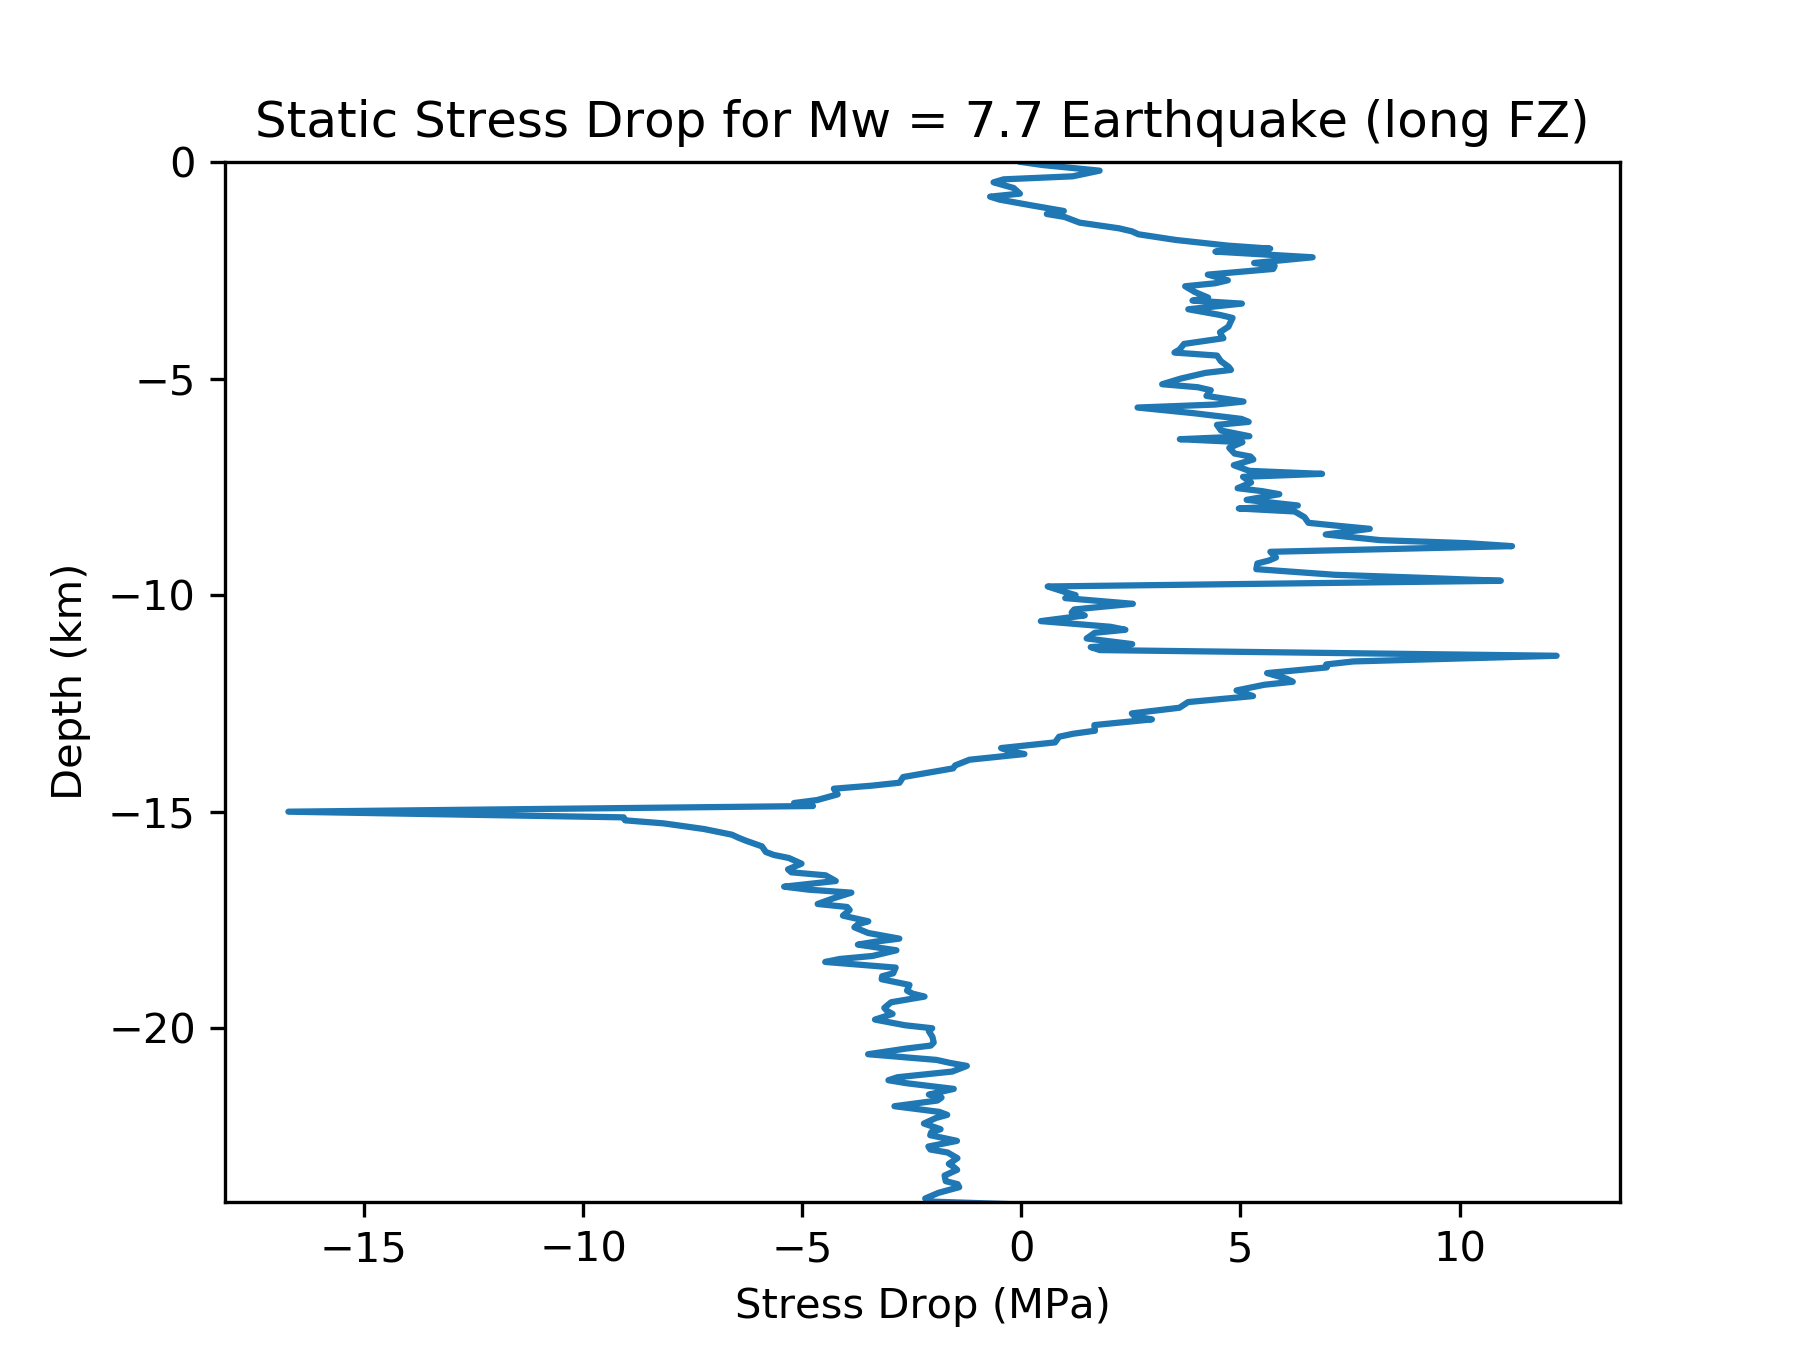 Static Stress Drop for Mw = 7.7 Earthquake (long FZ)
0
−5
−10
−15
−20
Depth (km)
−15 −10 −5 0 5 10
Stress Drop (MPa)